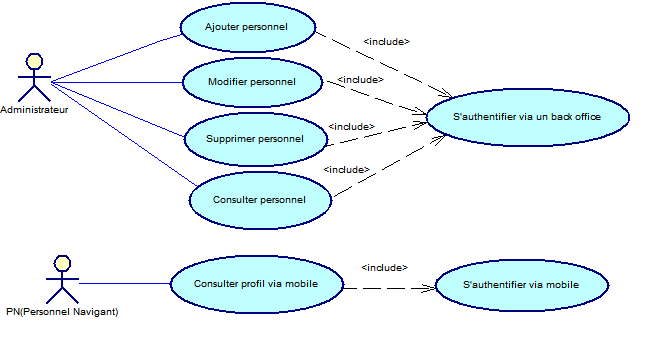 Ajouter personnel
<include>
Administrateur
Modifier personnel
<include>
S'authentifier via un back office
Supprimer personnel
<include>
Consulter personnel
<include>
PN(Personnel Navigant)
Consulter profil via mobile
<include>
S'authentifier via mobile